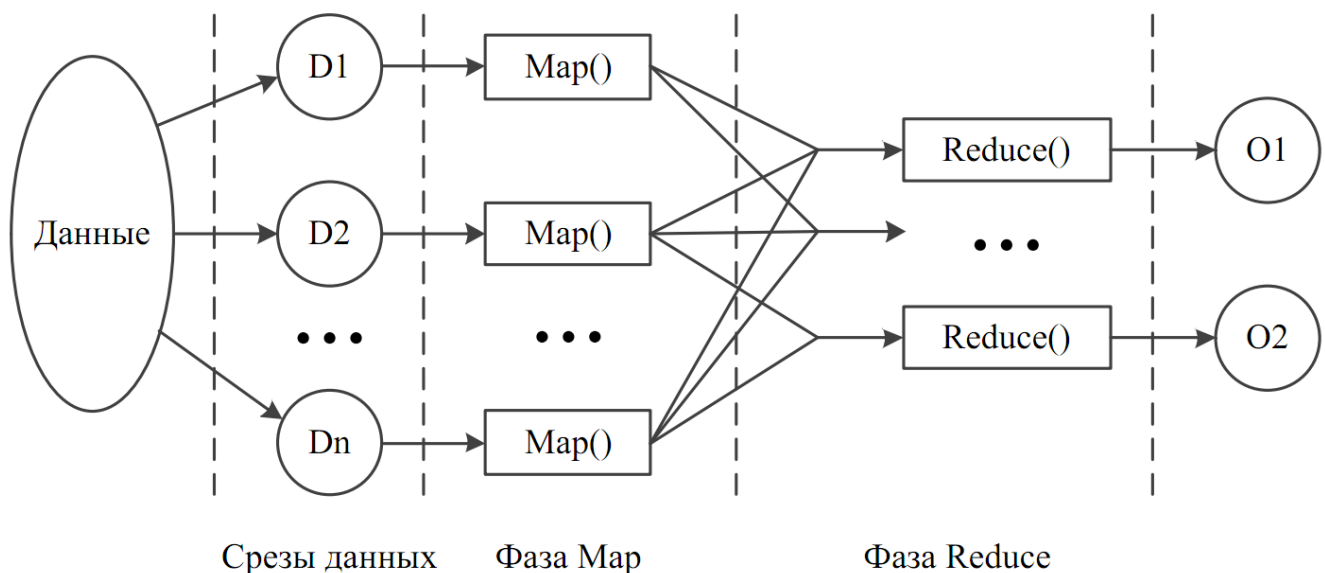 D1
Map()
Reduce()
O1
Данные
D2
Map()
• • •
• • •
• • •
Reduce()
O2
Dn
Map()
Срезы данных
Фаза Map
Фаза Reduce